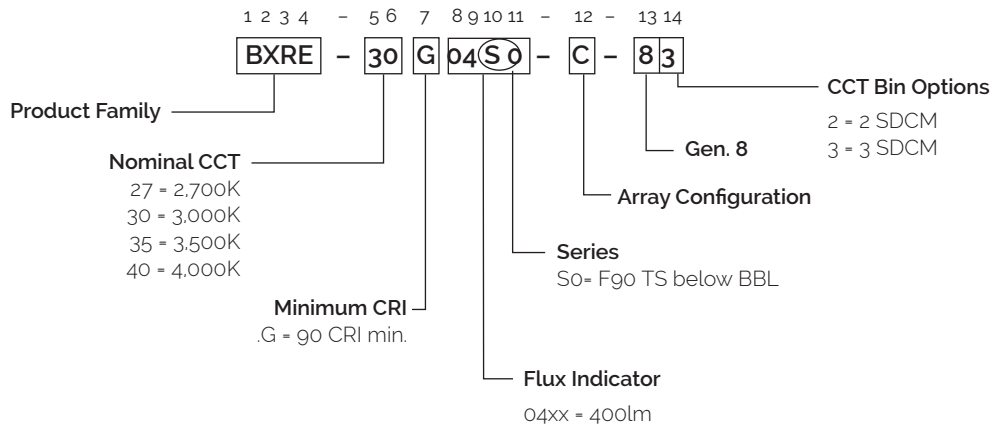 1 2 3 4 – 5 6 7 8 9 10 11 – 12 – 13 14
BXRE – 30 G 04 S 0 – C – 8 3
Product Family
CCT Bin Options
2 = 2 SDCM
3 = 3 SDCM
Gen. 8
Nominal CCT
27 = 2,700K
30 = 3,000K
35 = 3,500K
40 = 4,000K
Array Configuration
Series
S0= F90 TS below BBL
Minimum CRI
.G = 90 CRI min.
Flux Indicator
04xx = 400lm